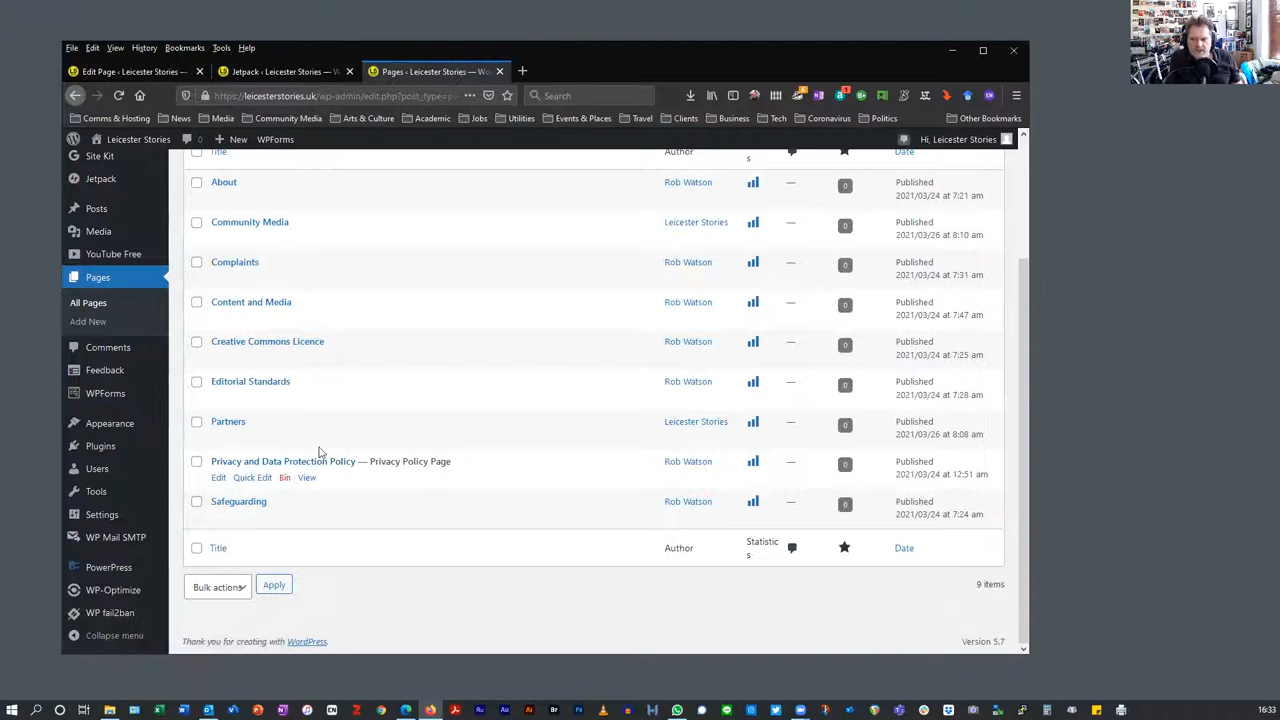 File Edit View History Bookmarks Tools Help
Edit Page ‹ Leicester Stories — Jetpack ‹ Leicester Stories — W Pages ‹ Leicester Stories — Wo
https://leicesterstories.uk/wp-admin/edit.php?post_type=p Search
Comms & Hosting News Media Community Media Arts & Culture Academic Jobs Utilities Events & Places Travel Clients Business Tech Coronavirus Politics Other Bookmarks
Leicester Stories 0 New WPForms Hi, Leicester Stories
Site Kit
Jetpack
Posts
Media
YouTube Free
Pages
All Pages
Add New
Comments
Feedback
WPForms
Appearance
Plugins
Users
Tools
Settings
WP Mail SMTP
PowerPress
WP-Optimize
WP fail2ban
Collapse menu
Title Author s Date
About Rob Watson — 0 Published
2021/03/24 at 7:21 am
Community Media Leicester Stories — 0 Published
2021/03/26 at 8:10 am
Complaints Rob Watson — 0 Published
2021/03/24 at 7:31 am
Content and Media Rob Watson — 0 Published
2021/03/24 at 7:47 am
Creative Commons Licence Rob Watson — 0 Published
2021/03/24 at 7:25 am
Editorial Standards Rob Watson — 0 Published
2021/03/24 at 7:28 am
Partners Leicester Stories — 0 Published
2021/03/26 at 8:08 am
Privacy and Data Protection Policy — Privacy Policy Page Rob Watson — 0 Published
2021/03/24 at 12:51 am
Edit Quick Edit Bin View
Safeguarding Rob Watson — 0 Published
2021/03/24 at 7:24 am
Title Author Statistic
s Date
Bulk actions Apply 9 items
Thank you for creating with WordPress. Version 5.7
16:33